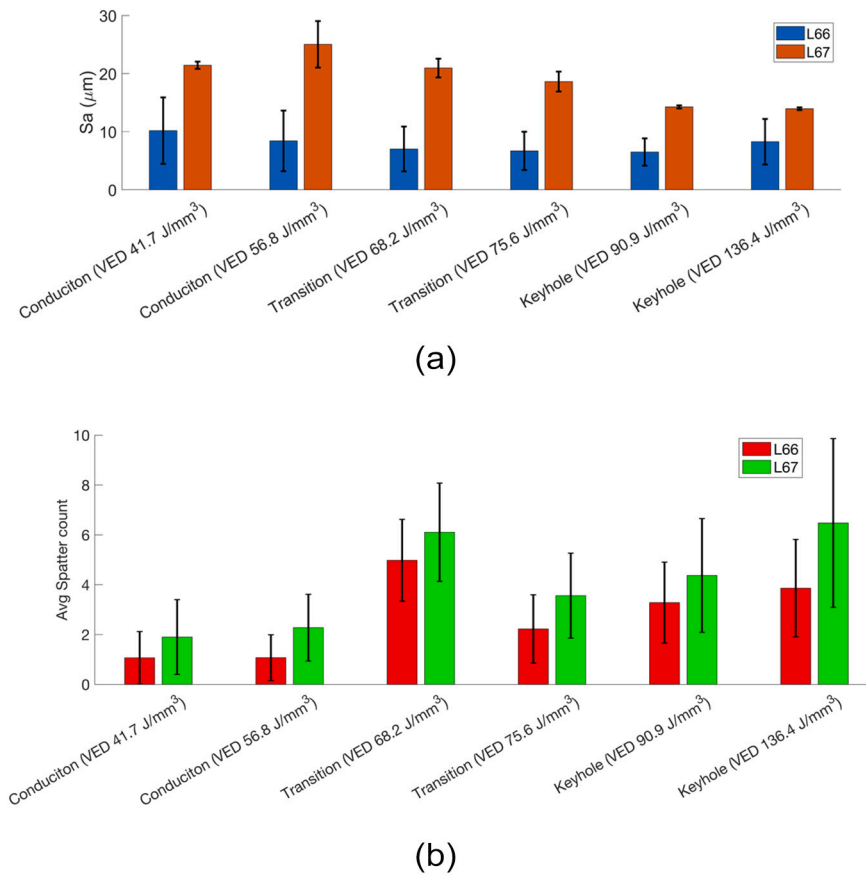 30
20
10
0
Sa (μm)
L66
L67
Conduciton (VED 41.7 J/mm³)
Conduciton (VED 56.8 J/mm³)
Transition (VED 68.2 J/mm³)
Transition (VED 75.6 J/mm³)
Keyhole (VED 90.9 J/mm³)
Keyhole (VED 136.4 J/mm³)
(a)
10
8
6
4
2
0
Avg Spatter count
L66
L67
Conduciton (VED 41.7 J/mm³)
Conduciton (VED 56.8 J/mm³)
Transition (VED 68.2 J/mm³)
Transition (VED 75.6 J/mm³)
Keyhole (VED 90.9 J/mm³)
Keyhole (VED 136.4 J/mm³)
(b)